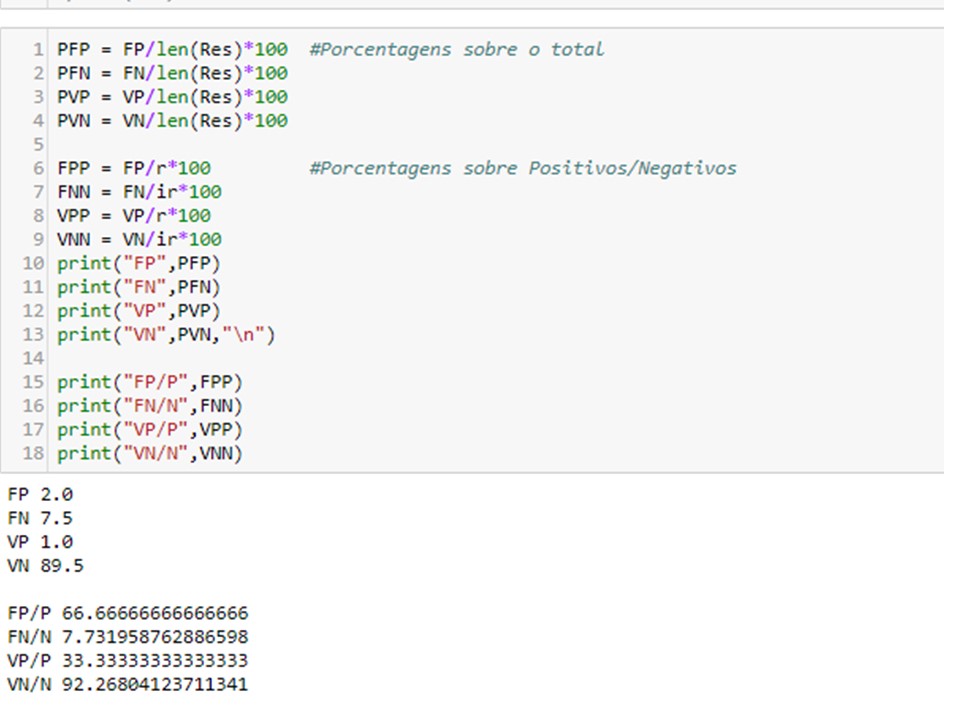 1 PFP = FP/len(Res)*100  #Porcentagens sobre o total
2 PFN = FN/len(Res)*100
3 PVP = VP/len(Res)*100
4 PVN = VN/len(Res)*100
5
6 FPP = FP/r*100         #Porcentagens sobre Positivos/Negativos
7 FNN = FN/ir*100
8 VPP = VP/r*100
9 VNN = VN/ir*100
10 print("FP",PFP)
11 print("FN",PFN)
12 print("VP",PVP)
13 print("VN",PVN,"\n")
14
15 print("FP/P",FPP)
16 print("FN/N",FNN)
17 print("VP/P",VPP)
18 print("VN/N",VNN)
FP 2.0
FN 7.5
VP 1.0
VN 89.5
FP/P 66.66666666666666
FN/N 7.731958762886598
VP/P 33.33333333333333
VN/N 92.26804123711341